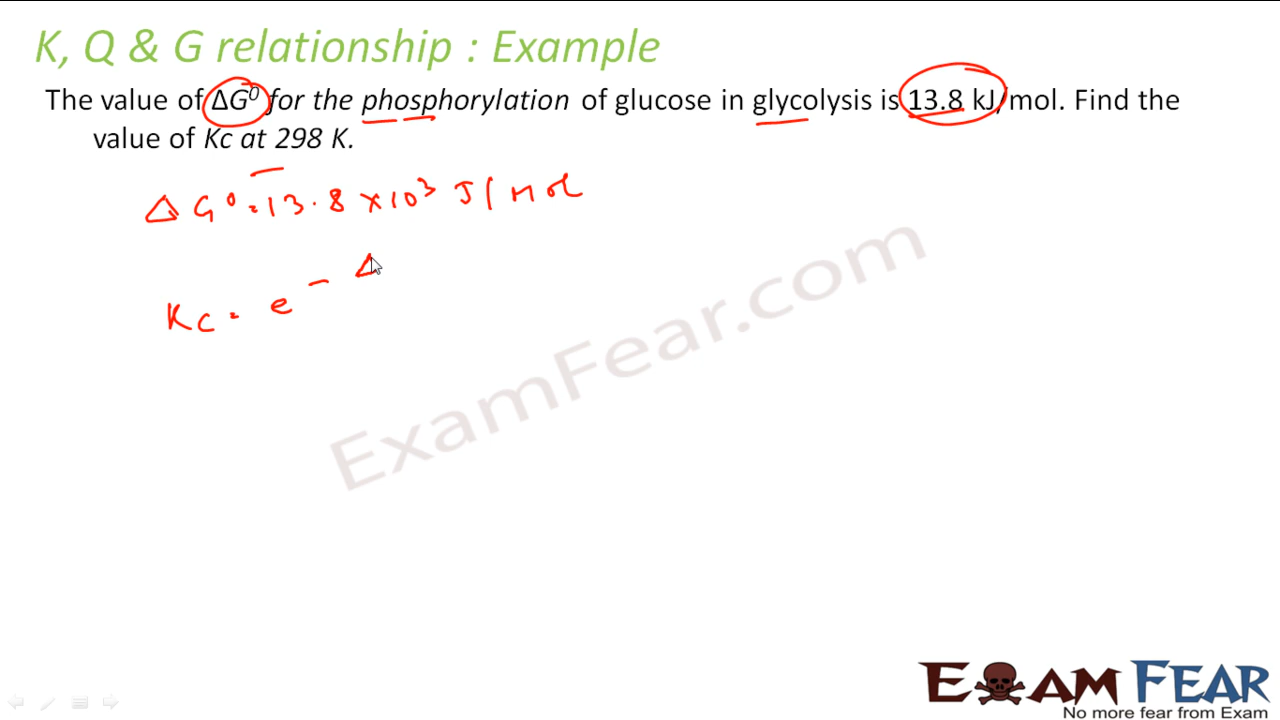 K, Q & G relationship : Example
The value of ΔG⁰ for the phosphorylation of glucose in glycolysis is 13.8 kJ/mol. Find the
value of Kc at 298 K.
Δ G⁰ = 13.8 × 10³ J/Mol
Kc = e^- Δ
ExamFear.com
EXAM FEAR
No more fear from Exam